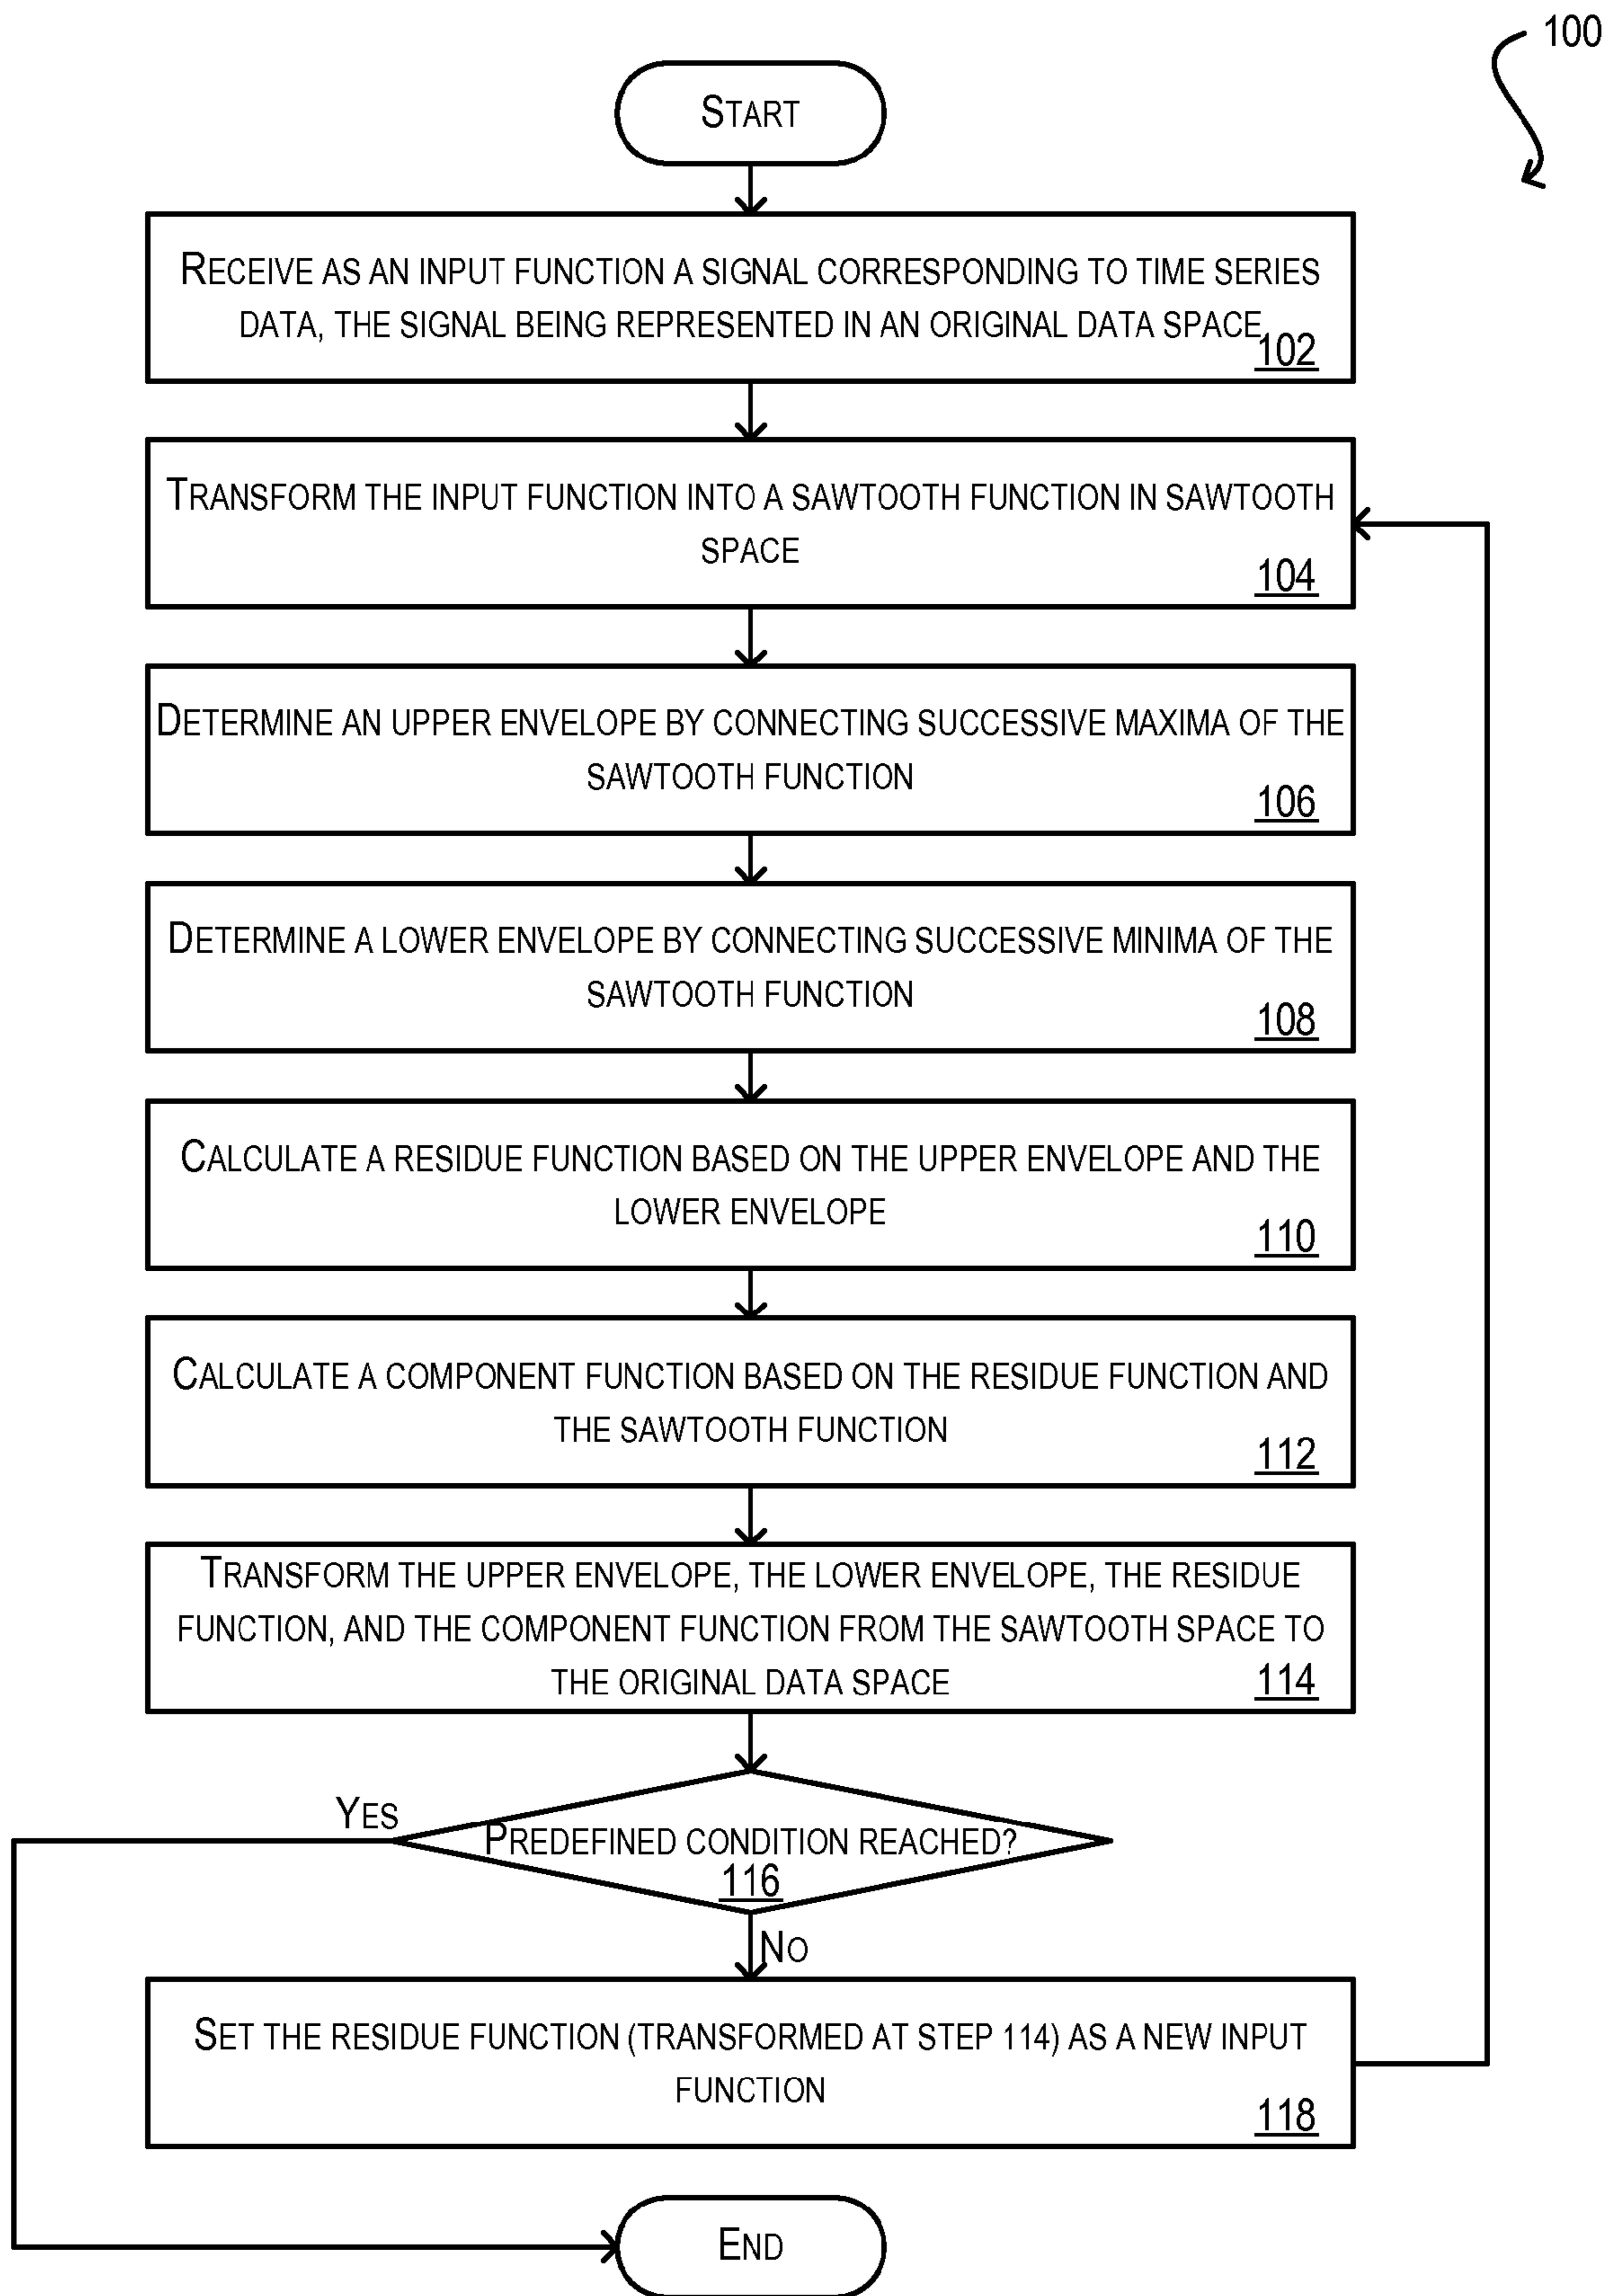 100
START
RECEIVE AS AN INPUT FUNCTION A SIGNAL CORRESPONDING TO TIME SERIES
DATA, THE SIGNAL BEING REPRESENTED IN AN ORIGINAL DATA SPACE
102
TRANSFORM THE INPUT FUNCTION INTO A SAWTOOTH FUNCTION IN SAWTOOTH
SPACE
104
DETERMINE AN UPPER ENVELOPE BY CONNECTING SUCCESSIVE MAXIMA OF THE
SAWTOOTH FUNCTION
106
DETERMINE A LOWER ENVELOPE BY CONNECTING SUCCESSIVE MINIMA OF THE
SAWTOOTH FUNCTION
108
CALCULATE A RESIDUE FUNCTION BASED ON THE UPPER ENVELOPE AND THE
LOWER ENVELOPE
110
CALCULATE A COMPONENT FUNCTION BASED ON THE RESIDUE FUNCTION AND
THE SAWTOOTH FUNCTION
112
TRANSFORM THE UPPER ENVELOPE, THE LOWER ENVELOPE, THE RESIDUE
FUNCTION, AND THE COMPONENT FUNCTION FROM THE SAWTOOTH SPACE TO
THE ORIGINAL DATA SPACE
114
YES
PREDEFINED CONDITION REACHED?
116
NO
SET THE RESIDUE FUNCTION (TRANSFORMED AT STEP 114) AS A NEW INPUT
FUNCTION
118
END